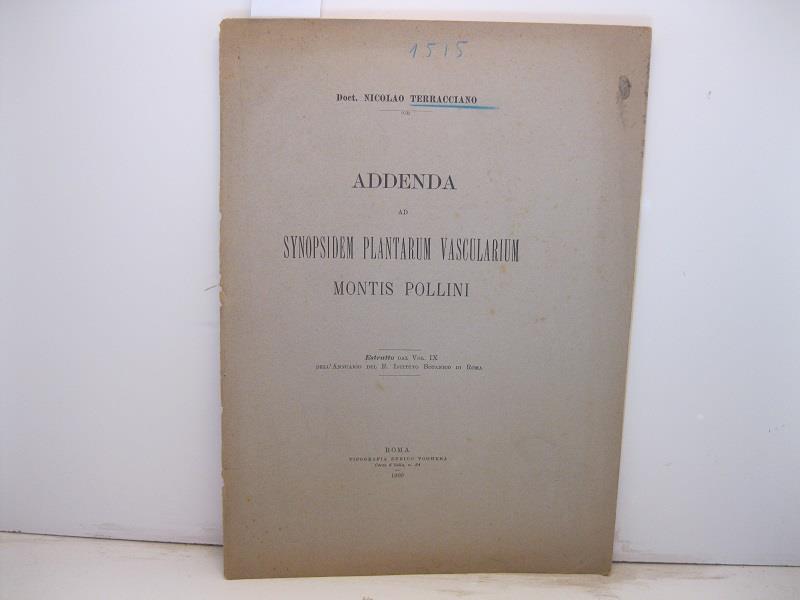 1515
Doct. NICOLAO TERRACCIANO
ADDENDA
AD
SYNOPSIDEM PLANTARUM VASCULARIUM
MONTIS POLLINI
Estratto DAL VOL. IX
DELL'ANNUARIO DEL R. ISTITUTO BOTANICO DI ROMA
ROMA
TIPOGRAFIA ENRICO VOGHERA